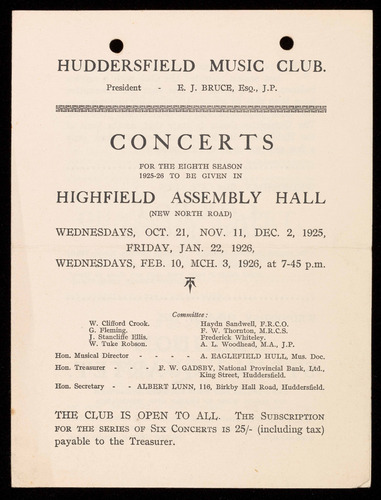 HUDDERSFIELD MUSIC CLUB.
President - E. J. BRUCE, Esq., J.P.
CONCERTS
FOR THE EIGHTH SEASON
1925-26 TO BE GIVEN IN
HIGHFIELD ASSEMBLY HALL
(NEW NORTH ROAD)
WEDNESDAYS, OCT. 21, NOV. 11, DEC. 2, 1925,
FRIDAY, JAN. 22, 1926,
WEDNESDAYS, FEB. 10, MCH. 3, 1926, at 7-45 p.m.
Committee:
W. Clifford Crook. Haydn Sandwell, F.R.C.O.
G. Fleming. F. W. Thornton, M.R.C.S.
J. Stancliffe Ellis. Frederick Whiteley.
W. Tuke Robson. A. L. Woodhead, M.A., J.P.
Hon. Musical Director - - - A. EAGLEFIELD HULL, Mus. Doc.
Hon. Treasurer - - - F. W. GADSBY, National Provincial Bank, Ltd.,
King Street, Huddersfield.
Hon. Secretary - - ALBERT LUNN, 116, Birkby Hall Road, Huddersfield.
THE CLUB IS OPEN TO ALL. THE SUBSCRIPTION
FOR THE SERIES OF SIX CONCERTS IS 25/- (including tax)
payable to the Treasurer.